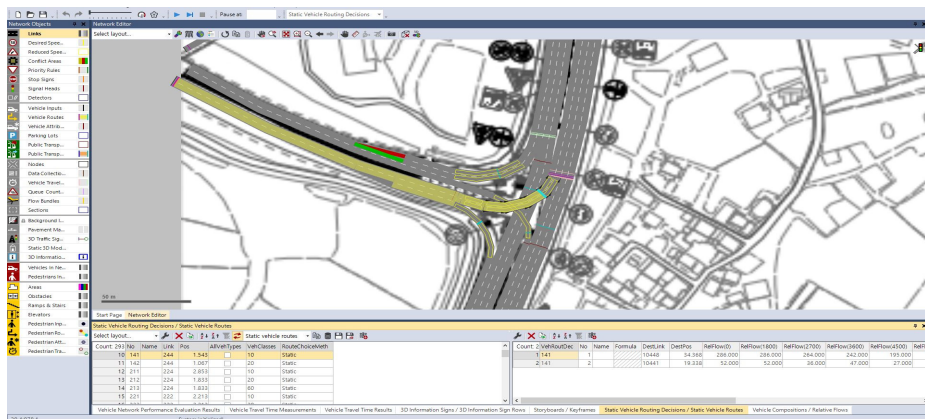 Pause at:
Static Vehicle Routing Decisions
Network Objects
Network Editor
Links
Select layout...
Desired Spee...
Reduced Spee...
Conflict Areas
Priority Rules
Stop Signs
Signal Heads
Detectors
Vehicle Inputs
Vehicle Routes
Vehicle Attrib...
Parking Lots
Public Transp...
Public Transp...
Nodes
Data Collectio...
Vehicle Travel...
Queue Count...
Flow Bundles
Sections
Background I...
Pavement Ma...
3D Traffic Sig...
Static 3D Mod...
3D Informatio...
Vehicles In Ne...
Pedestrians In...
Areas
Obstacles
Ramps & Stairs
Elevators
Pedestrian Inp...
Pedestrian Ro...
Pedestrian Att...
Pedestrian Tra...
50 m
Start Page Network Editor
Static Vehicle Routing Decisions / Static Vehicle Routes
Select layout... Static vehicle routes
Count: 293 No Name Link Pos AllVehTypes VehClasses RouteChoiceMeth
10 141 244 1.543 10 Static
11 142 244 1.087 20 Static
12 211 224 2.853 10 Static
13 212 224 1.833 20 Static
14 213 224 1.833 60 Static
15 221 222 2.213 10 Static
Count: 2 VehRoutDec No Name Formula DestLink DestPos RelFlow(0) RelFlow(1800) RelFlow(2700) RelFlow(3600) RelFlow(4500)
1 141 1 10448 34.388 286.000 286.000 264.000 242.000 195.000
2 141 2 10441 19.338 52.000 52.000 38.000 47.000 27.000
Vehicle Network Performance Evaluation Results Vehicle Travel Time Measurements Vehicle Travel Time Results 3D Information Signs / 3D Information Sign Rows Storyboards / Keyframes Static Vehicle Routing Decisions / Static Vehicle Routes Vehicle Compositions / Relative Flows